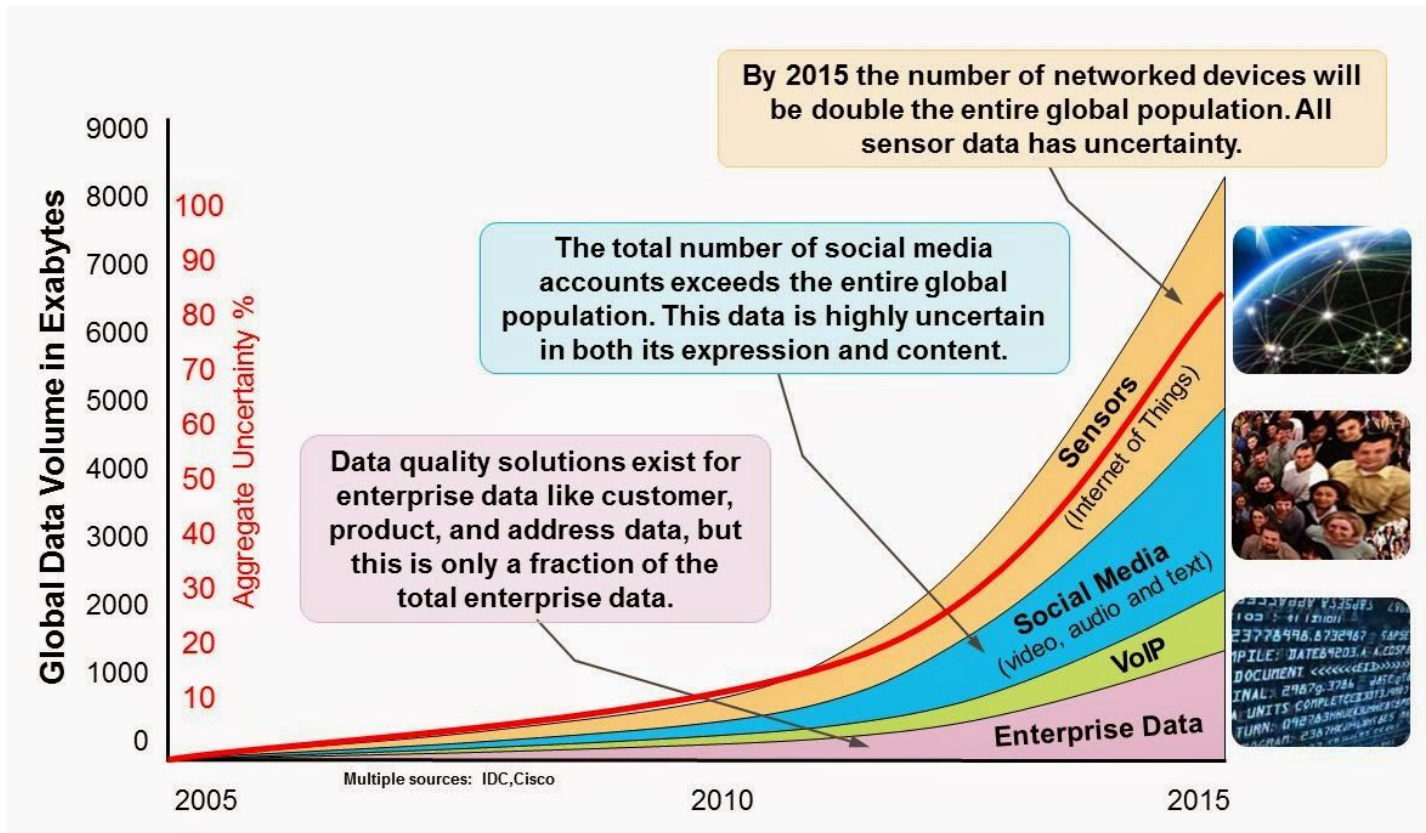 By 2015 the number of networked devices will
be double the entire global population. All
sensor data has uncertainty.
The total number of social media
accounts exceeds the entire global
population. This data is highly uncertain
in both its expression and content.
Data quality solutions exist for
enterprise data like customer,
product, and address data, but
this is only a fraction of the
total enterprise data.
Global Data Volume in Exabytes
9000
8000
7000
6000
5000
4000
3000
2000
1000
0
Aggregate Uncertainty %
100
90
80
70
60
50
40
30
20
10
Sensors
(Internet of Things)
Social Media
(video, audio and text)
VoIP
Enterprise Data
Multiple sources: IDC,Cisco
2005
2010
2015
DOCUMENT
UNITS